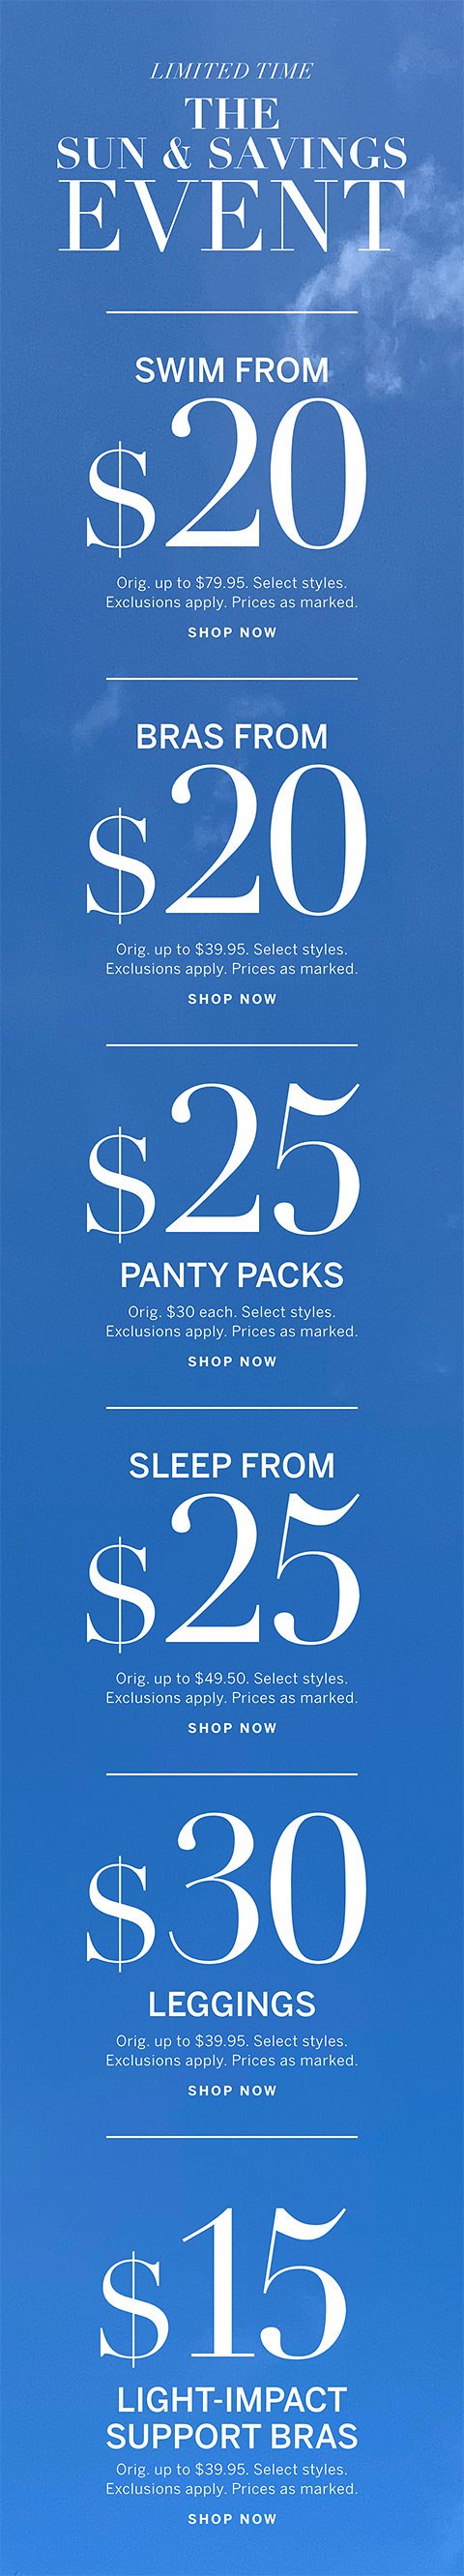 LIMITED TIME
THE
SUN & SAVINGS
EVENT
SWIM FROM
$20
Orig. up to $79.95. Select styles.
Exclusions apply. Prices as marked.
SHOP NOW
BRAS FROM
$20
Orig. up to $39.95. Select styles.
Exclusions apply. Prices as marked.
SHOP NOW
$25
PANTY PACKS
Orig. $30 each. Select styles.
Exclusions apply. Prices as marked.
SHOP NOW
SLEEP FROM
$25
Orig. up to $49.50. Select styles.
Exclusions apply. Prices as marked.
SHOP NOW
$30
LEGGINGS
Orig. up to $39.95. Select styles.
Exclusions apply. Prices as marked.
SHOP NOW
$15
LIGHT-IMPACT
SUPPORT BRAS
Orig. up to $39.95. Select styles.
Exclusions apply. Prices as marked.
SHOP NOW